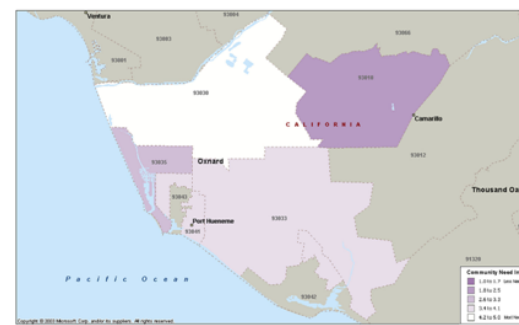 Ventura
93004
93003
93001
93066
93010
93030
Camarillo
CALIFORNIA
93012
93035
Oxnard
Thousand Oa
93043
93033
Port Hueneme
93041
91320
Pacific Ocean
93042
Community Need In
1.0 to 1.7
1.8 to 2.5
2.6 to 3.3
3.4 to 4.1
4.2 to 5.0
Copyright © 2003 Microsoft Corp. and/or its suppliers. All rights reserved.